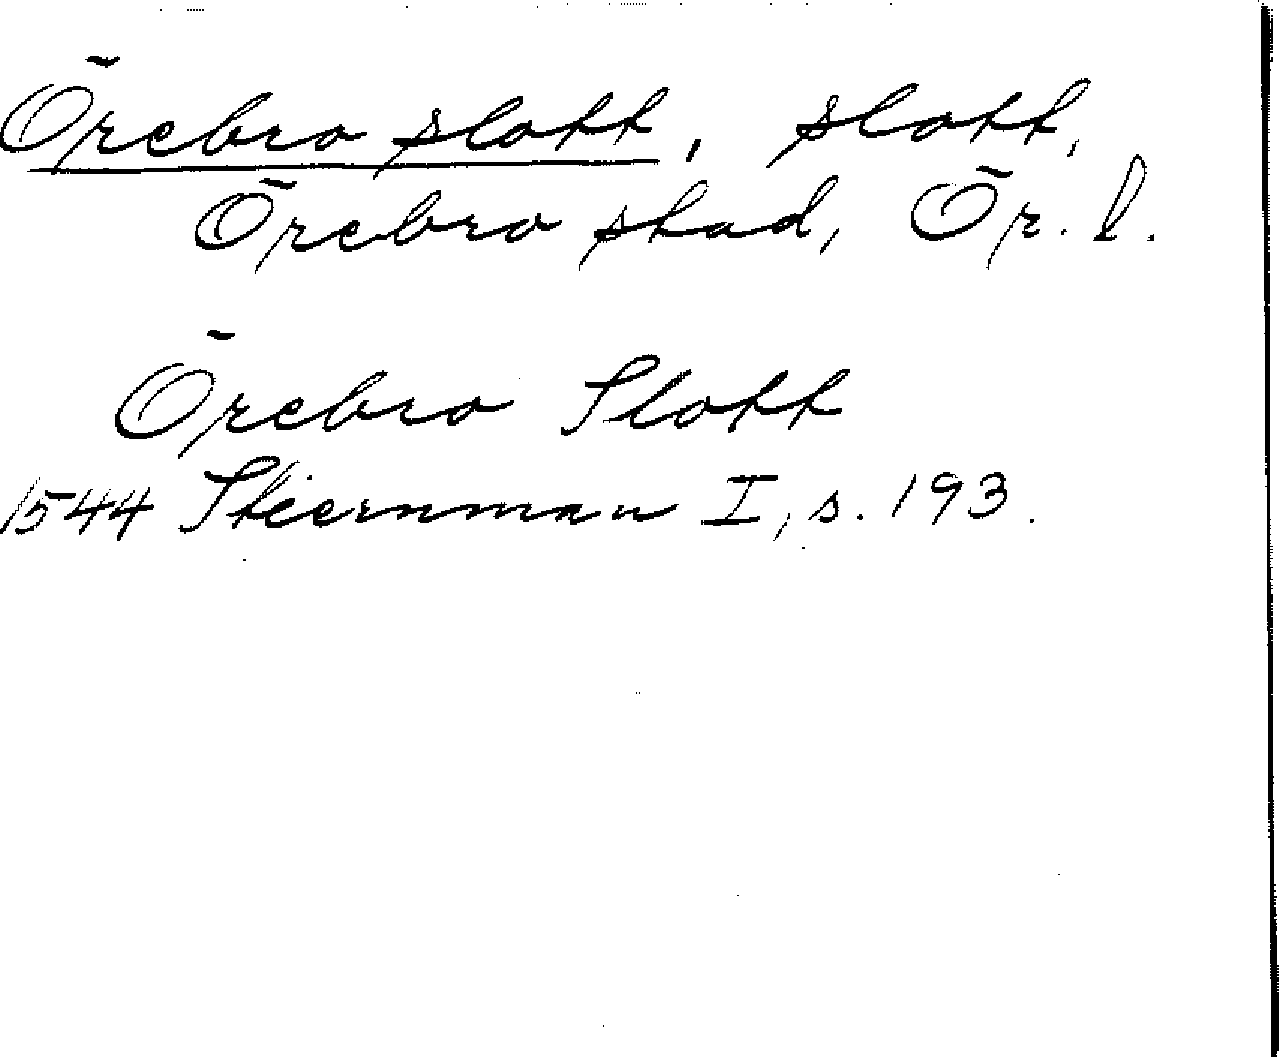 Örebro slott, slott,
Örebro stad, Ör. l.
Örebro Slott
1544 Stiernman I, s. 193.